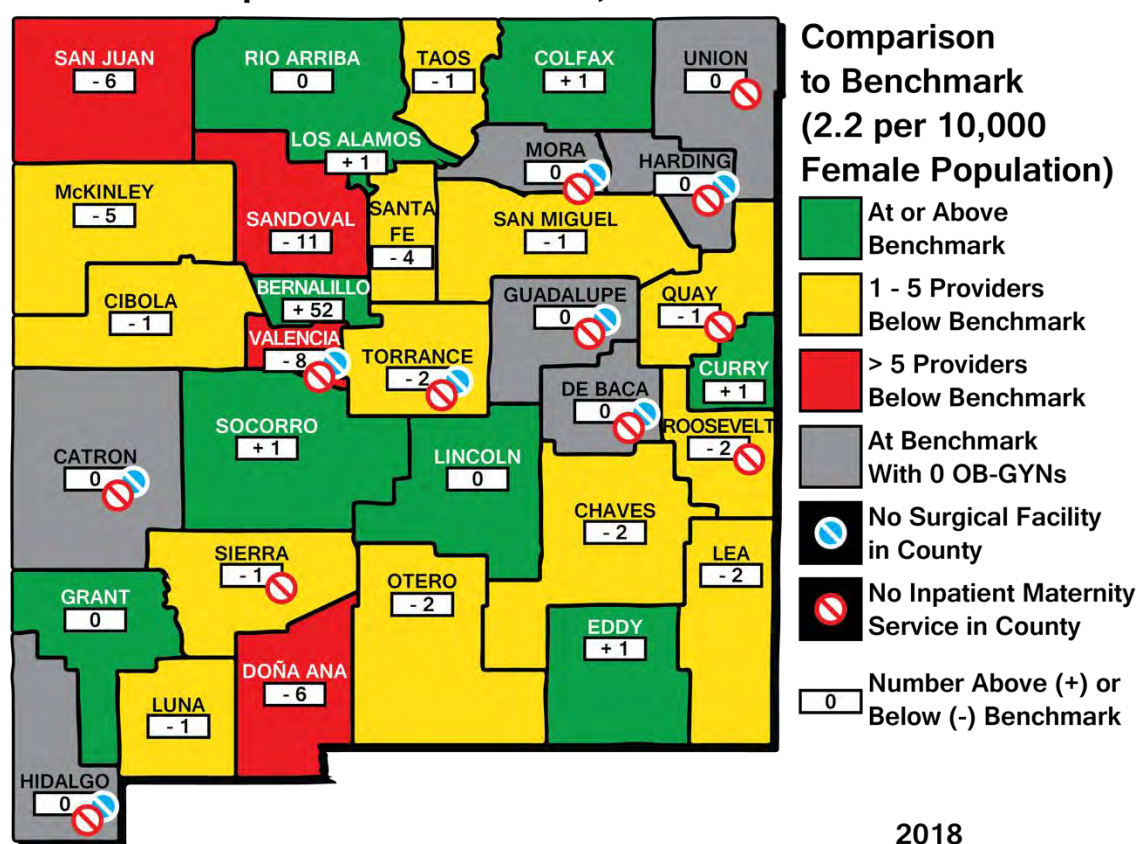 SAN JUAN
- 6
RIO ARRIBA
0
TAOS
- 1
COLFAX
+ 1
UNION
0
LOS ALAMOS
+ 1
MORA
0
HARDING
0
McKINLEY
- 5
SANDOVAL
- 11
SANTA
FE
- 4
SAN MIGUEL
- 1
CIBOLA
- 1
BERNALILLO
+ 52
GUADALUPE
0
QUAY
- 1
VALENCIA
- 8
TORRANCE
- 2
CURRY
+ 1
DE BACA
0
ROOSEVELT
- 2
SOCORRO
+ 1
LINCOLN
0
CATRON
0
CHAVES
- 2
SIERRA
- 1
OTERO
- 2
LEA
- 2
GRANT
0
EDDY
+ 1
DOÑA ANA
- 6
LUNA
- 1
HIDALGO
0
Comparison
to Benchmark
(2.2 per 10,000
Female Population)
At or Above
Benchmark
1 - 5 Providers
Below Benchmark
> 5 Providers
Below Benchmark
At Benchmark
With 0 OB-GYNs
No Surgical Facility
in County
No Inpatient Maternity
Service in County
0
Number Above (+) or
Below (-) Benchmark
2018